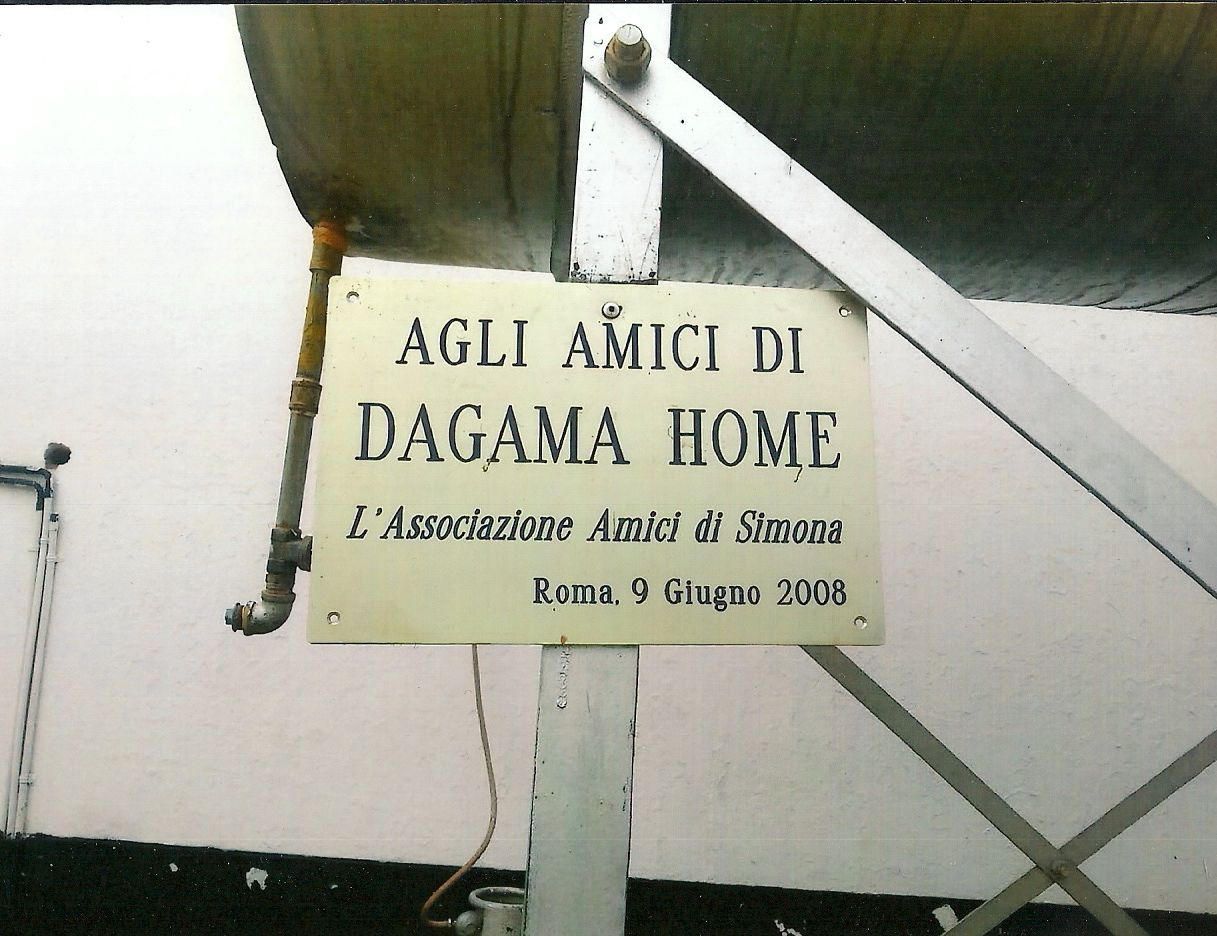 AGLI AMICI DI
DAGAMA HOME
L'Associazione Amici di Simona
Roma, 9 Giugno 2008